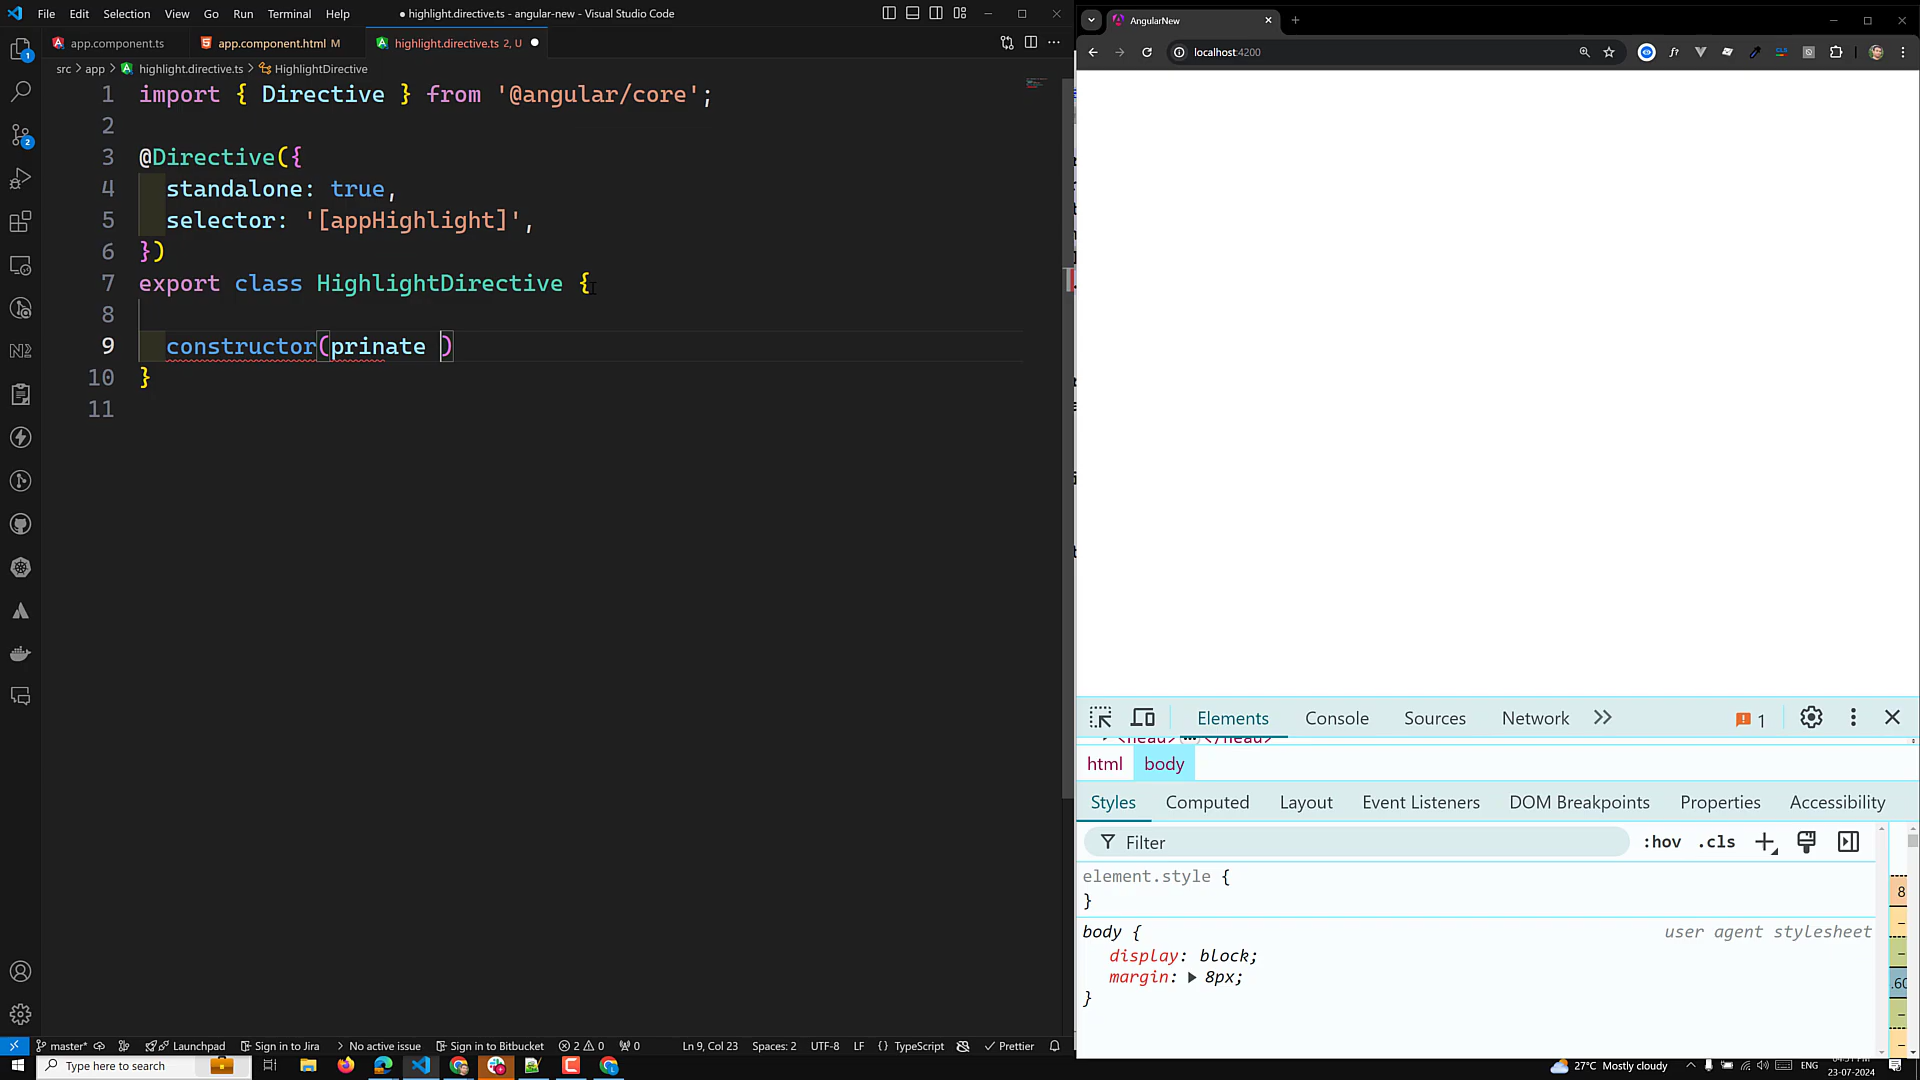 File Edit Selection View Go Run Terminal Help
● highlight.directive.ts - angular-new - Visual Studio Code
AngularNew
app.component.ts
app.component.html M
highlight.directive.ts 2, U
localhost:4200
src > app > highlight.directive.ts > HighlightDirective
1 import { Directive } from '@angular/core';
2
3 @Directive({
4 standalone: true,
5 selector: '[appHighlight]',
6 })
7 export class HighlightDirective {
8
9 constructor(prinate )
10 }
11
Elements Console Sources Network 1
<head> … </head>
html body
Styles Computed Layout Event Listeners DOM Breakpoints Properties Accessibility
Filter :hov .cls
element.style {
}
body { user agent stylesheet
display: block;
margin: 8px;
}
8
master* Launchpad Sign in to Jira No active issue Sign in to Bitbucket 2 0 0 Ln 9, Col 23 Spaces: 2 UTF-8 LF {} TypeScript Prettier
Type here to search
27°C Mostly cloudy ENG
23-07-2024